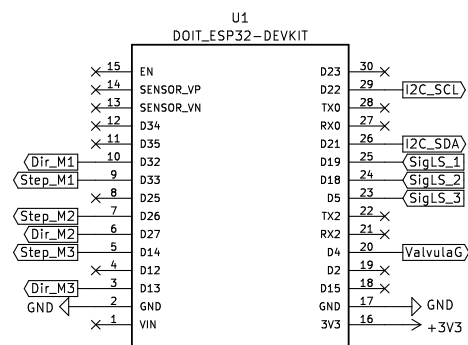 U1
DOIT_ESP32-DEVKIT
15 EN D23 30
14 SENSOR_VP D22 29 I2C_SCL
13 SENSOR_VN TX0 28
12 D34 RX0 27
11 D35 D21 26 I2C_SDA
Dir_M1 10 D32 D19 25 SigLS_1
Step_M1 9 D33 D18 24 SigLS_2
8 D25 D5 23 SigLS_3
Step_M2 7 D26 TX2 22
Dir_M2 6 D27 RX2 21
Step_M3 5 D14 D4 20 ValvulaG
4 D12 D2 19
Dir_M3 3 D13 D15 18
GND 2 GND GND 17 GND
1 VIN 3V3 16 +3V3